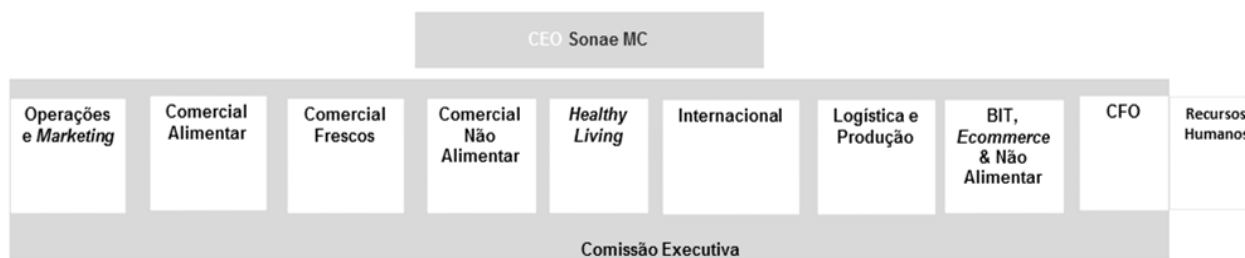 CEO Sonae MC
Operações
e Marketing
Comercial
Alimentar
Comercial
Frescos
Comercial
Não
Alimentar
Healthy
Living
Internacional
Logística e
Produção
BIT,
Ecommerce
& Não
Alimentar
CFO
Recursos
Humanos
Comissão Executiva